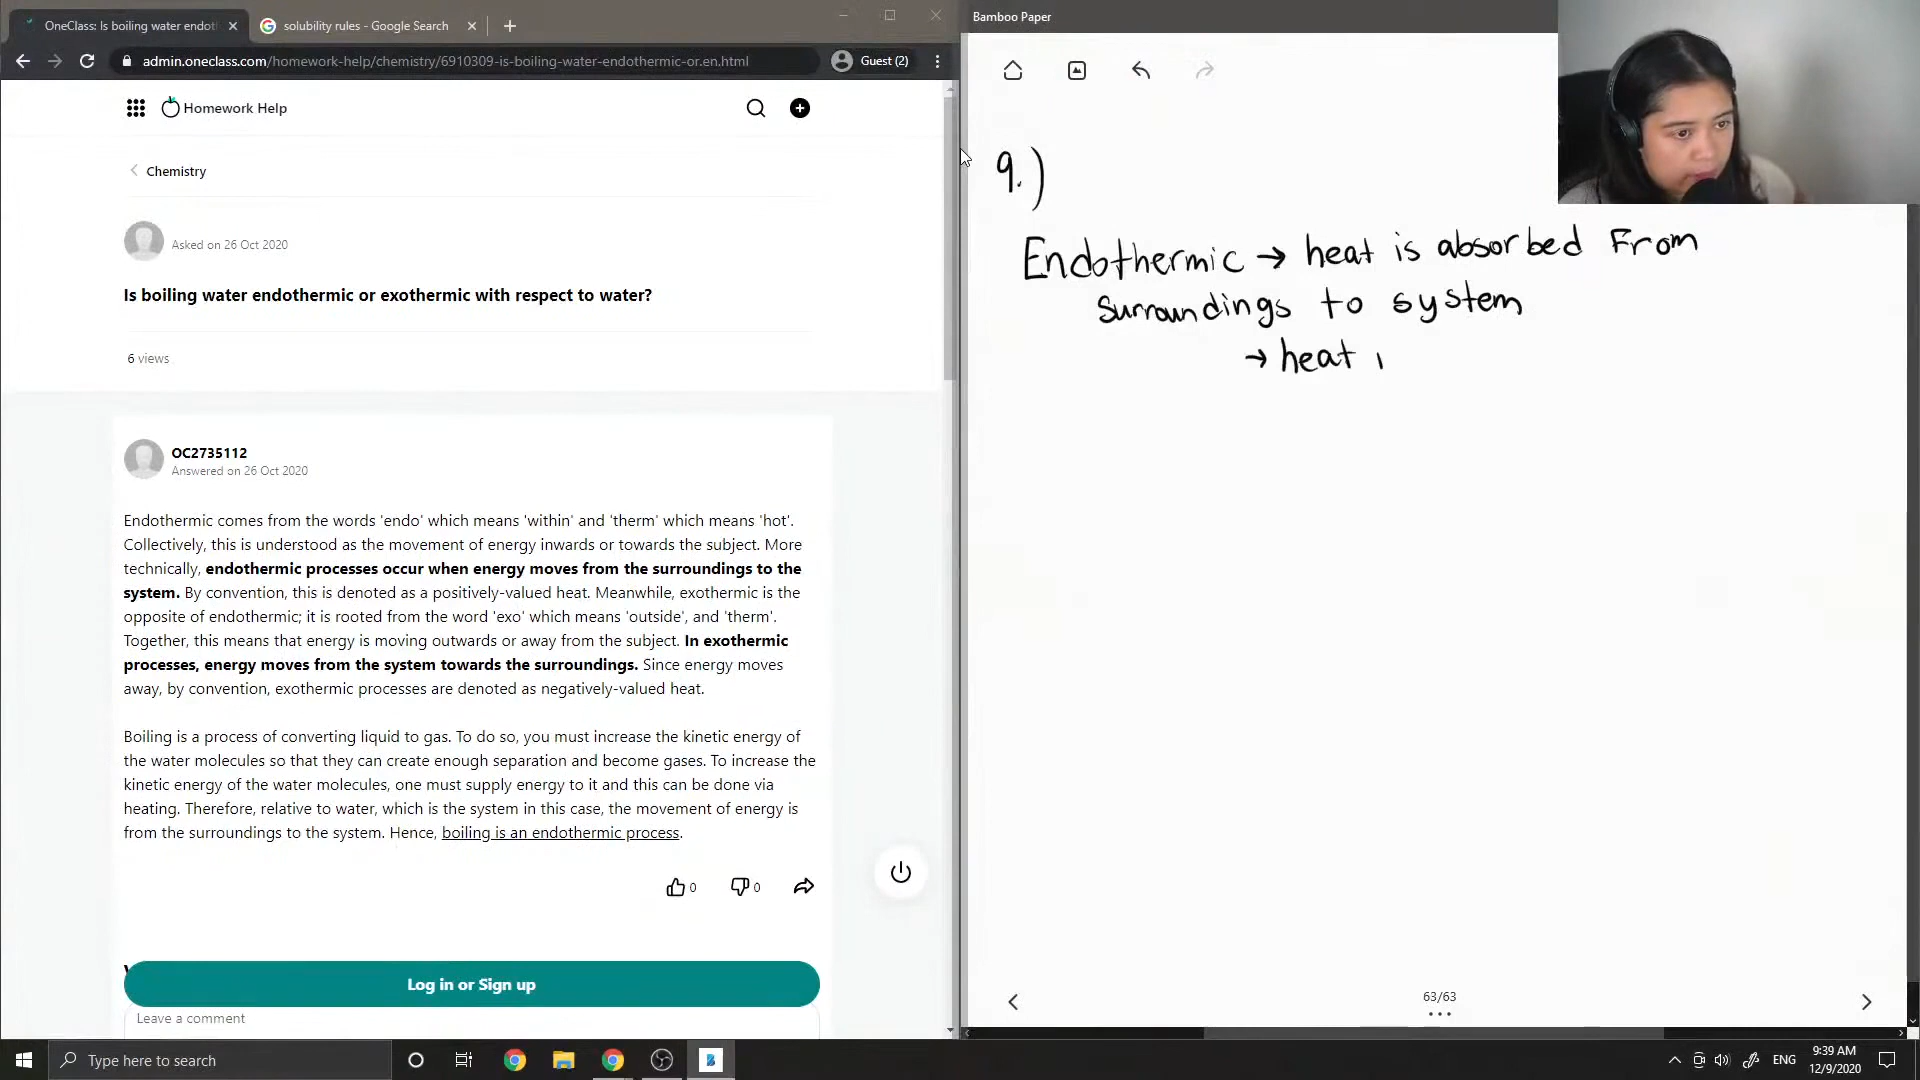 OneClass: Is boiling water endot
solubility rules - Google Search
admin.oneclass.com/homework-help/chemistry/6910309-is-boiling-water-endothermic-or.en.html
Guest (2)
Homework Help
Chemistry
Asked on 26 Oct 2020
Is boiling water endothermic or exothermic with respect to water?
6 views
OC2735112
Answered on 26 Oct 2020
Endothermic comes from the words 'endo' which means 'within' and 'therm' which means 'hot'.
Collectively, this is understood as the movement of energy inwards or towards the subject. More
technically, endothermic processes occur when energy moves from the surroundings to the
system. By convention, this is denoted as a positively-valued heat. Meanwhile, exothermic is the
opposite of endothermic; it is rooted from the word 'exo' which means 'outside', and 'therm'.
Together, this means that energy is moving outwards or away from the subject. In exothermic
processes, energy moves from the system towards the surroundings. Since energy moves
away, by convention, exothermic processes are denoted as negatively-valued heat.
Boiling is a process of converting liquid to gas. To do so, you must increase the kinetic energy of
the water molecules so that they can create enough separation and become gases. To increase the
kinetic energy of the water molecules, one must supply energy to it and this can be done via
heating. Therefore, relative to water, which is the system in this case, the movement of energy is
from the surroundings to the system. Hence, boiling is an endothermic process.
0
0
Log in or Sign up
Leave a comment
Bamboo Paper
9.)
Endothermic → heat is absorbed From
surroundings to system
→ heat
63/63
Type here to search
ENG
9:39 AM
12/9/2020